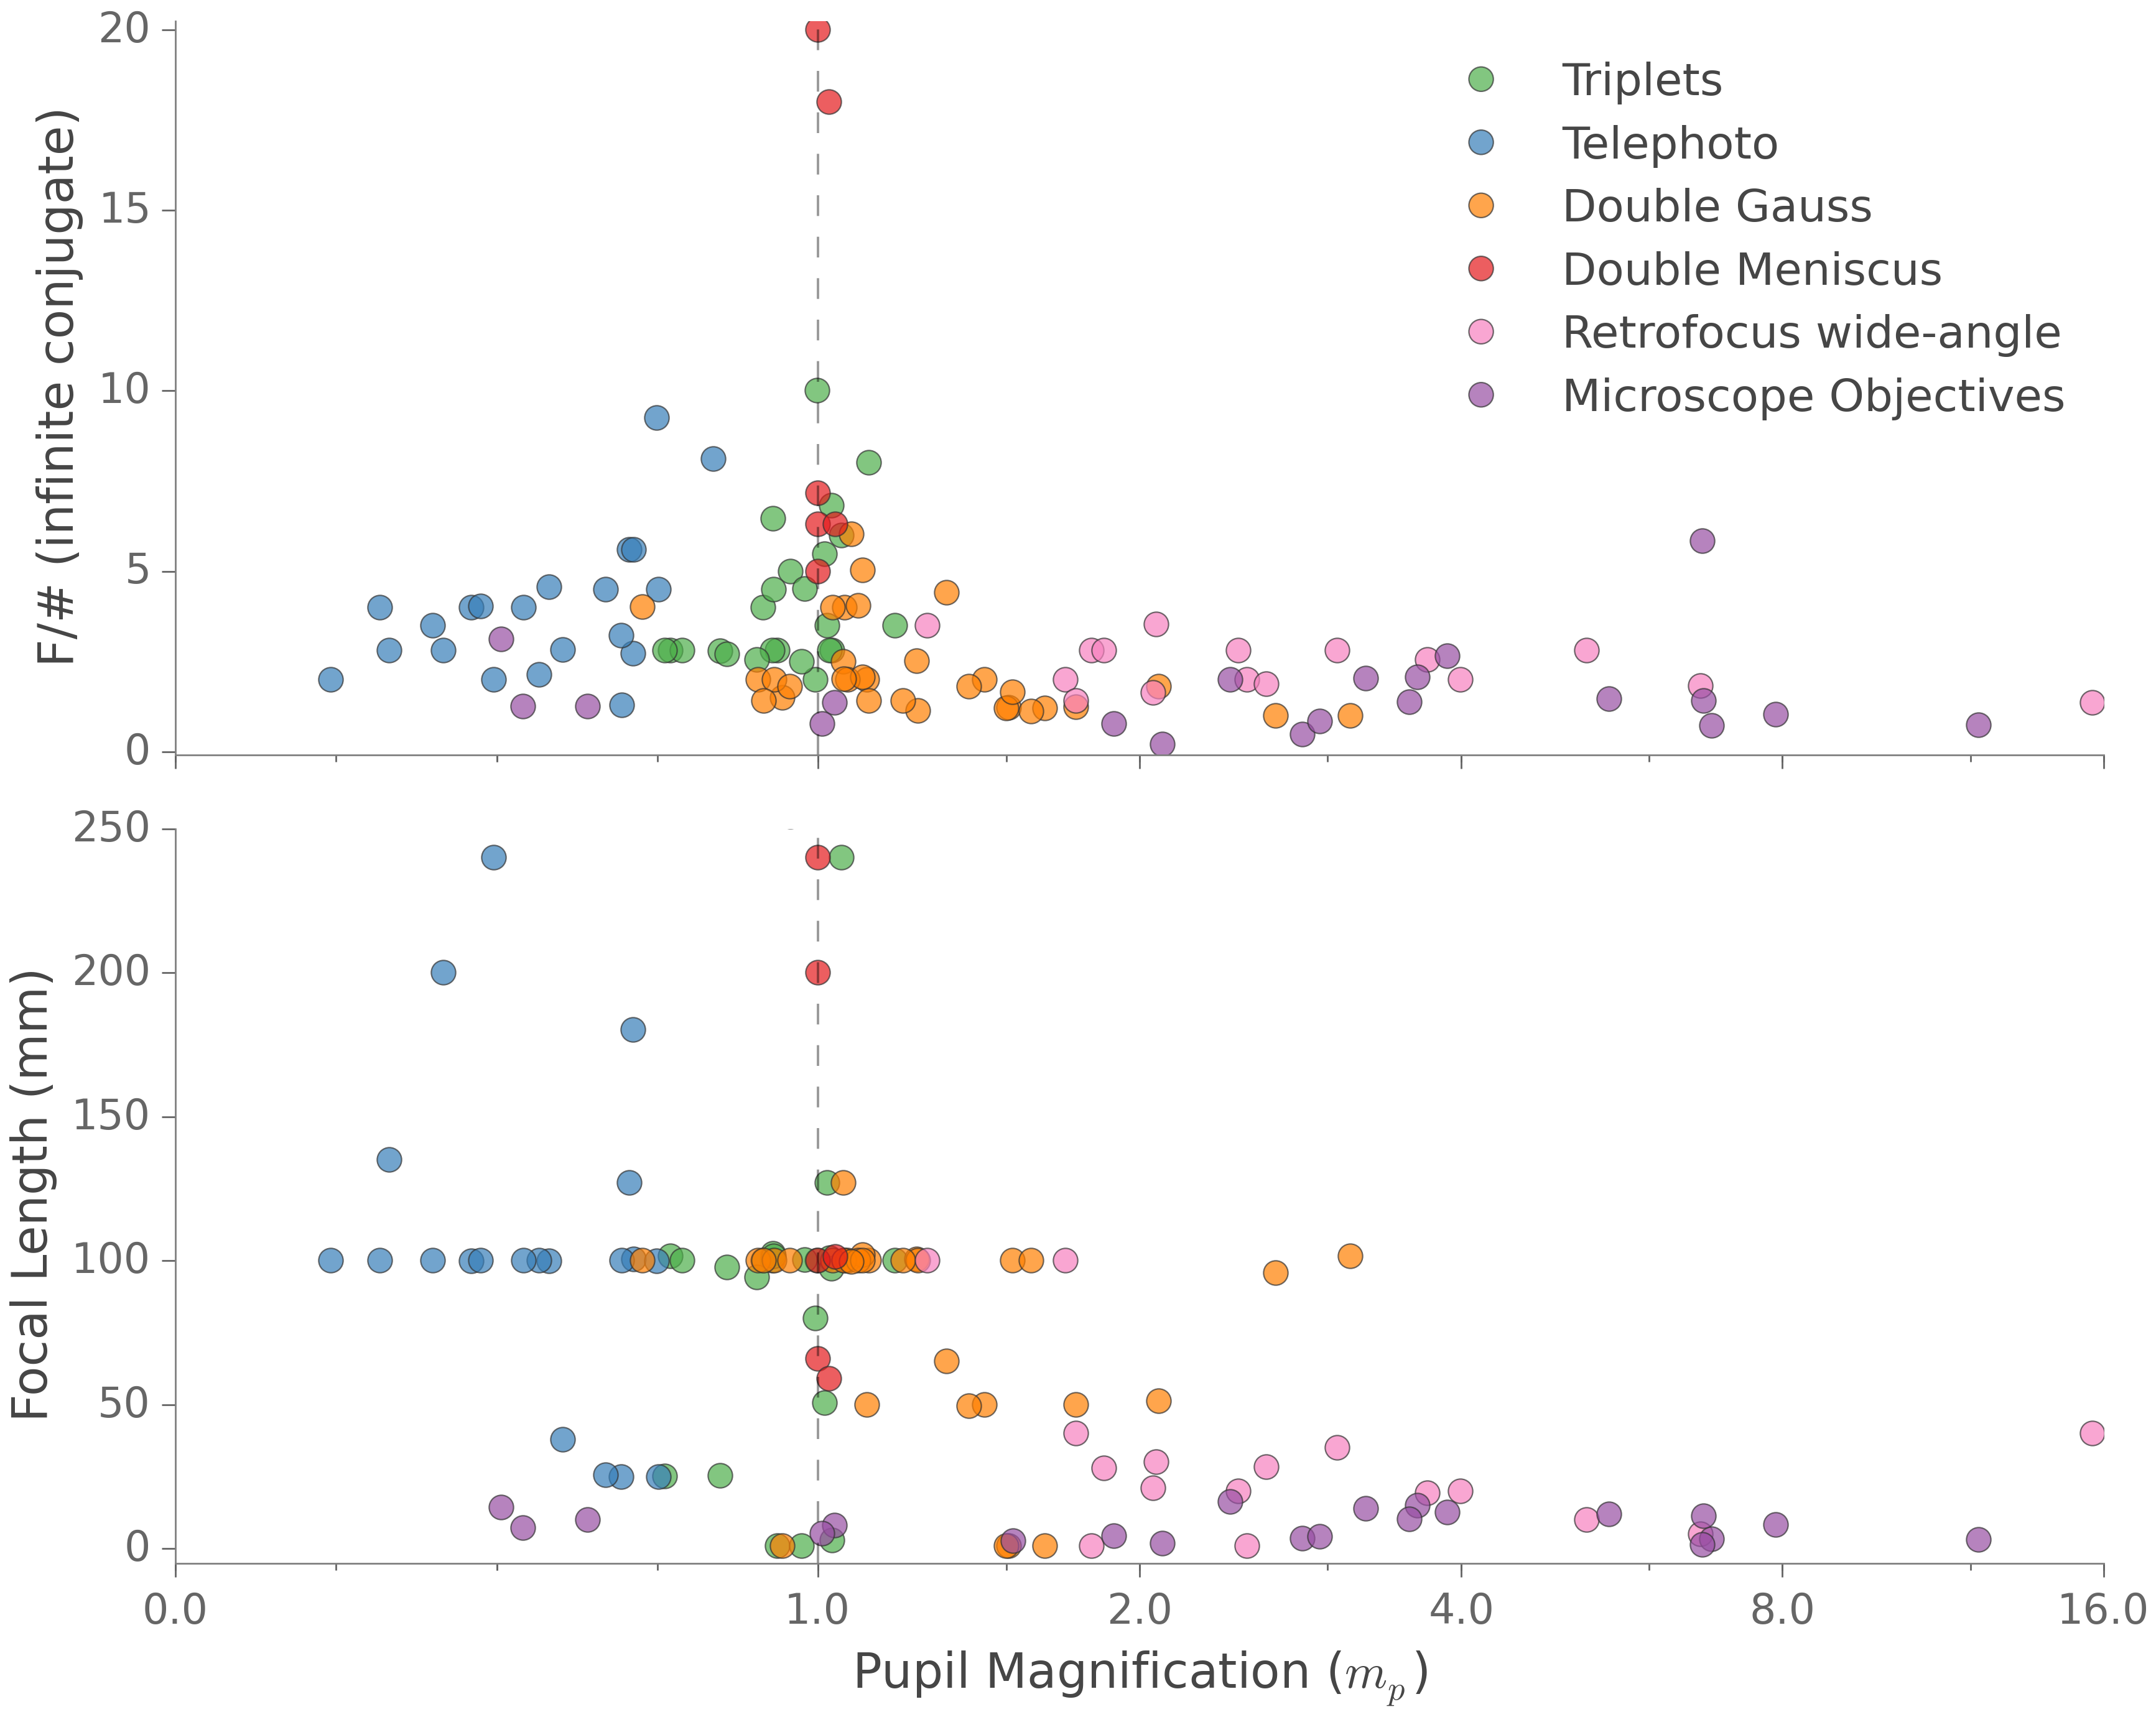 F/# (infinite conjugate)
20
15
10
5
0
Triplets
Telephoto
Double Gauss
Double Meniscus
Retrofocus wide-angle
Microscope Objectives
Focal Length (mm)
250
200
150
100
50
0
0.0 1.0 2.0 4.0 8.0 16.0
Pupil Magnification (m_p)